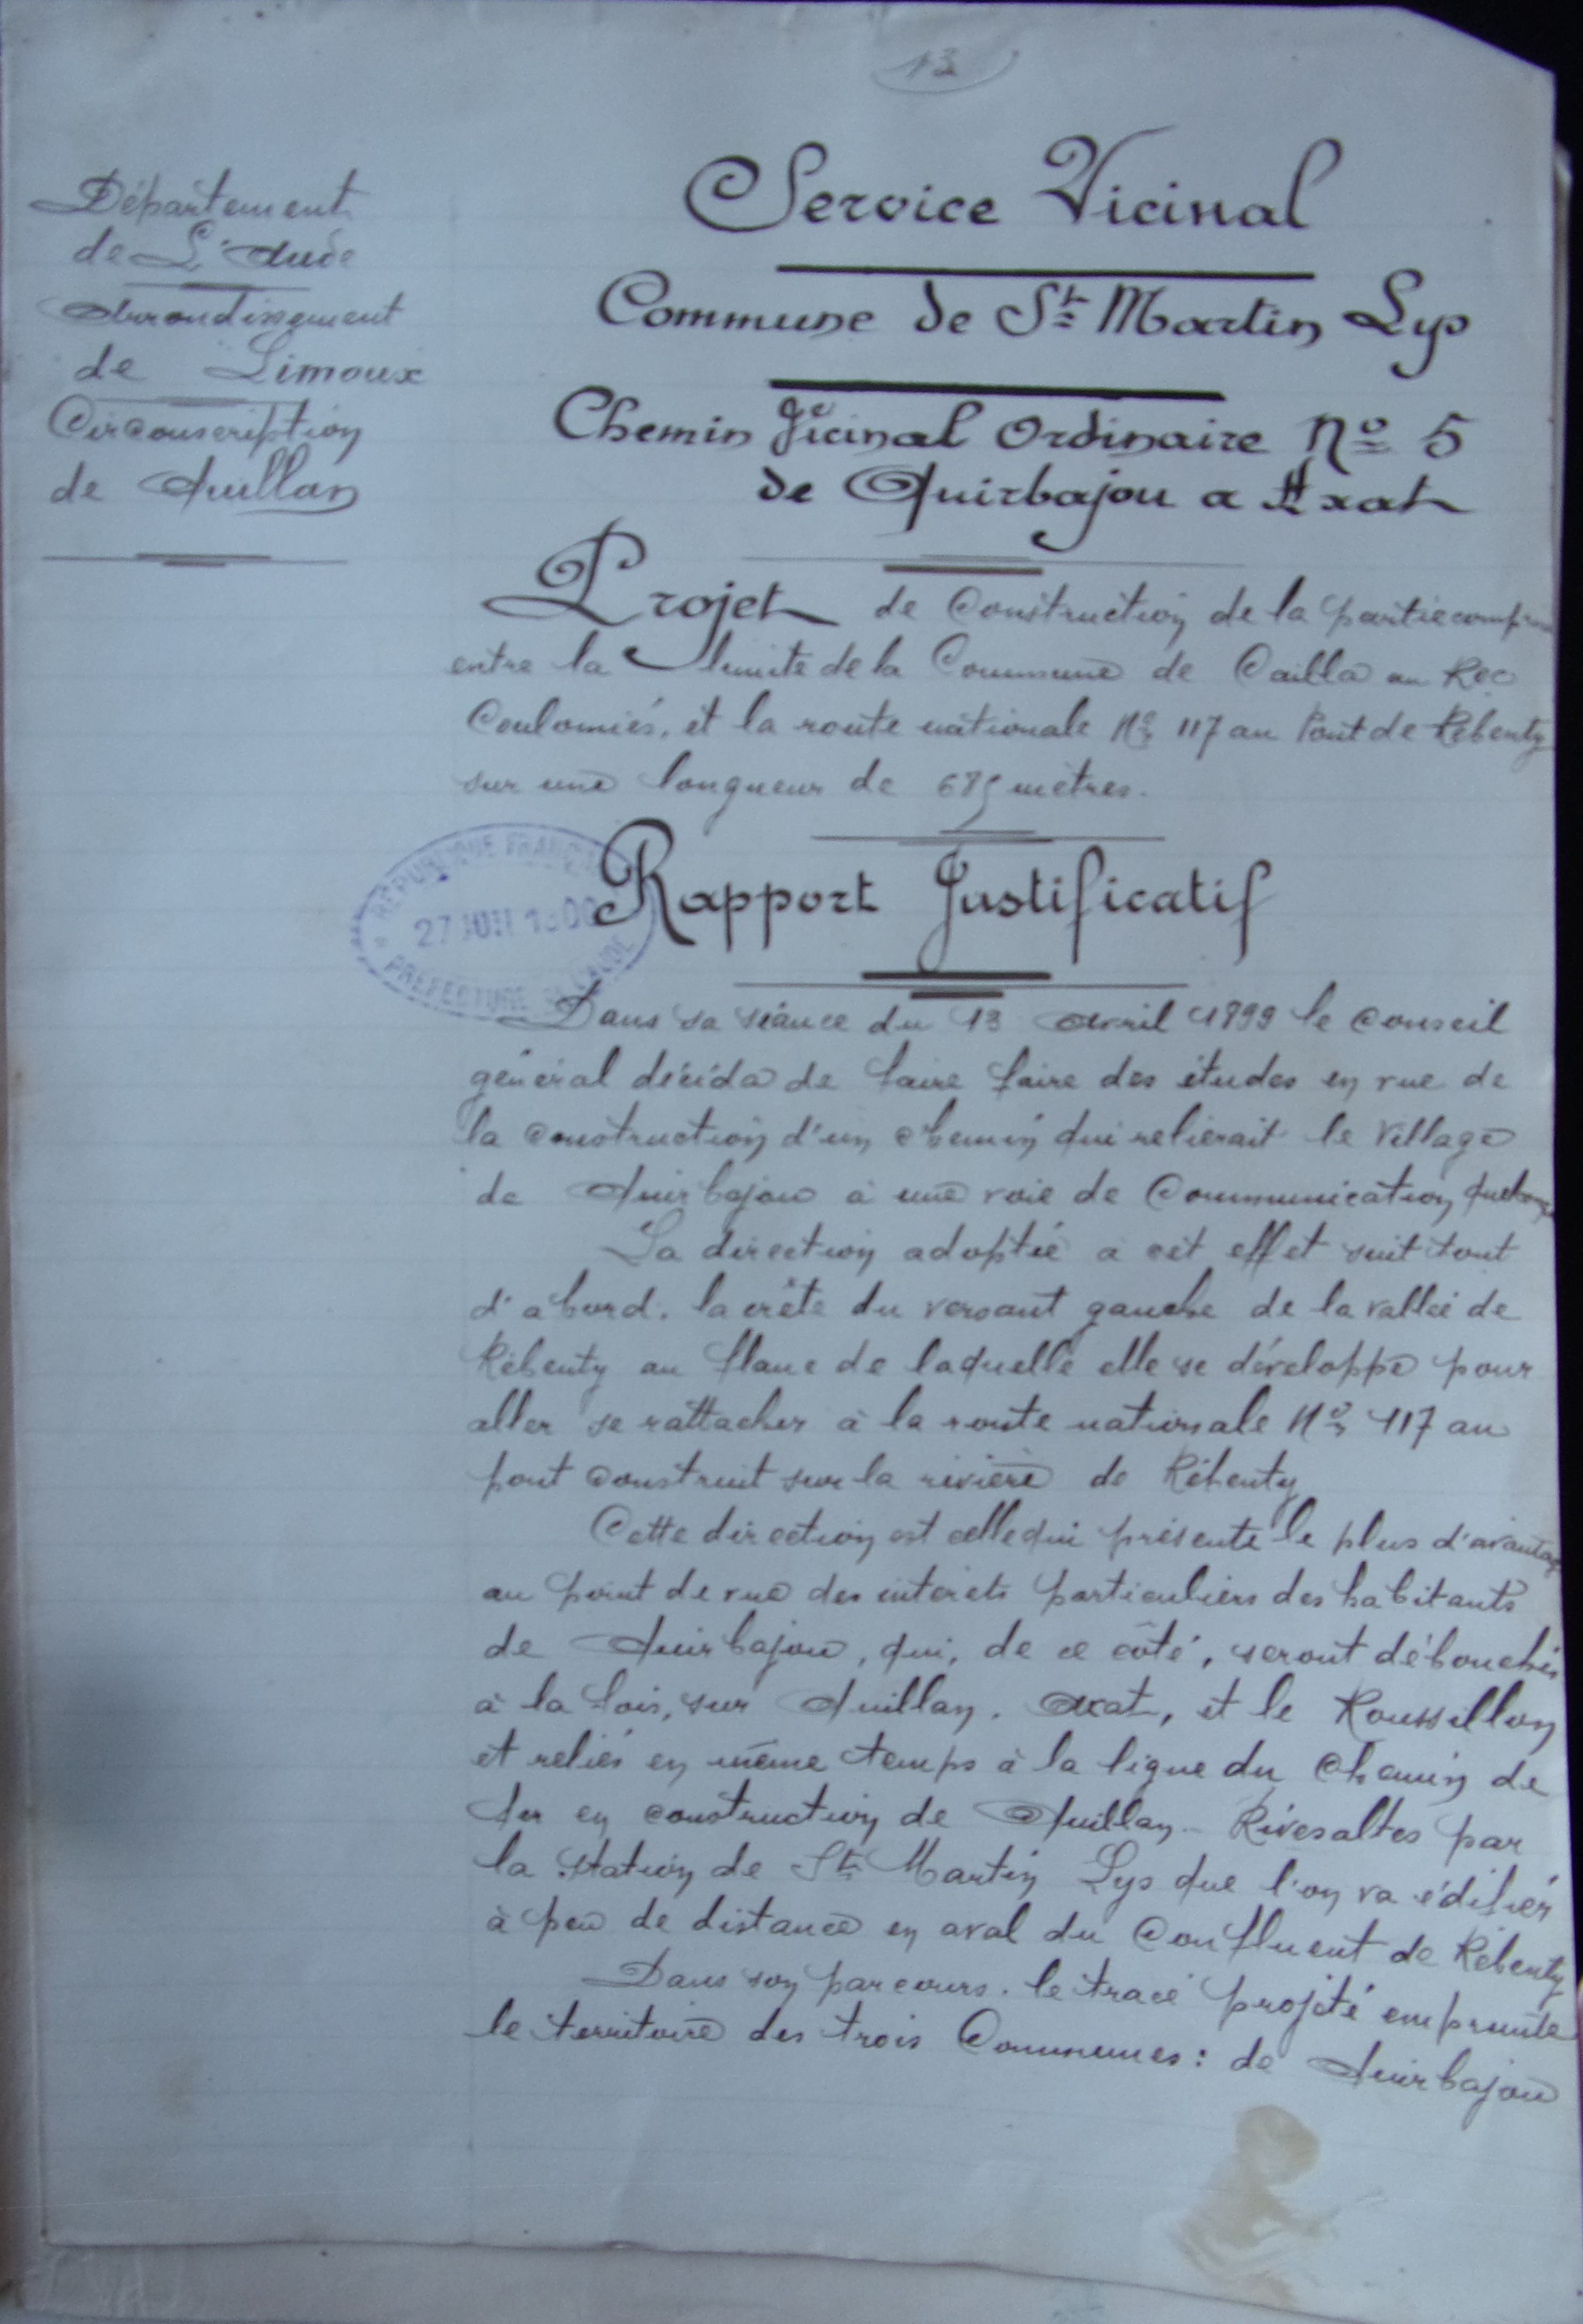 13
Département
de L'Aude
Arrondissement
de Limoux
Circonscription
de Quillan
Service Vicinal
Commune de St Martin Lys
Chemin Vicinal Ordinaire No 5
de Quirbajou a Axat
Projet de Construction de la partie comprise
entre la limite de la Commune de Cailla au Rec
Coulomiés, et la route nationale No 117 au Pont de Rébenty
sur une longueur de 685 mètres.
REPUBLIQUE FRANÇAISE
27 JUIN 1900
PREFECTURE DE L'AUDE
Rapport Justificatif
Dans sa séance du 13 avril 1899 le Conseil
général décida de faire faire des études en vue de
la construction d'un chemin qui relierait le Village
de Quirbajou à une voie de Communication quelconque
La direction adoptée à cet effet suit tout
d'abord, la crête du versant gauche de la vallée de
Rébenty au flanc de laquelle elle se développe pour
aller se rattacher à la route nationale No 117 au
pont construit sur la rivière de Rébenty
Cette direction est celle qui présente le plus d'avantages
au point de vue des intérêts particuliers des habitants
de Quirbajou, qui, de ce côté, seront débouchés
à la fois, sur Quillan, Axat, et le Roussillon
et reliés en même temps à la ligne du Chemin de
fer en construction de Quillan - Rivesaltes par
la station de St Martin Lys que l'on va édifier
à peu de distance en aval du Confluent de Rébenty
Dans son parcours, le tracé projeté emprunte
le territoire des trois Communes : de Quirbajou